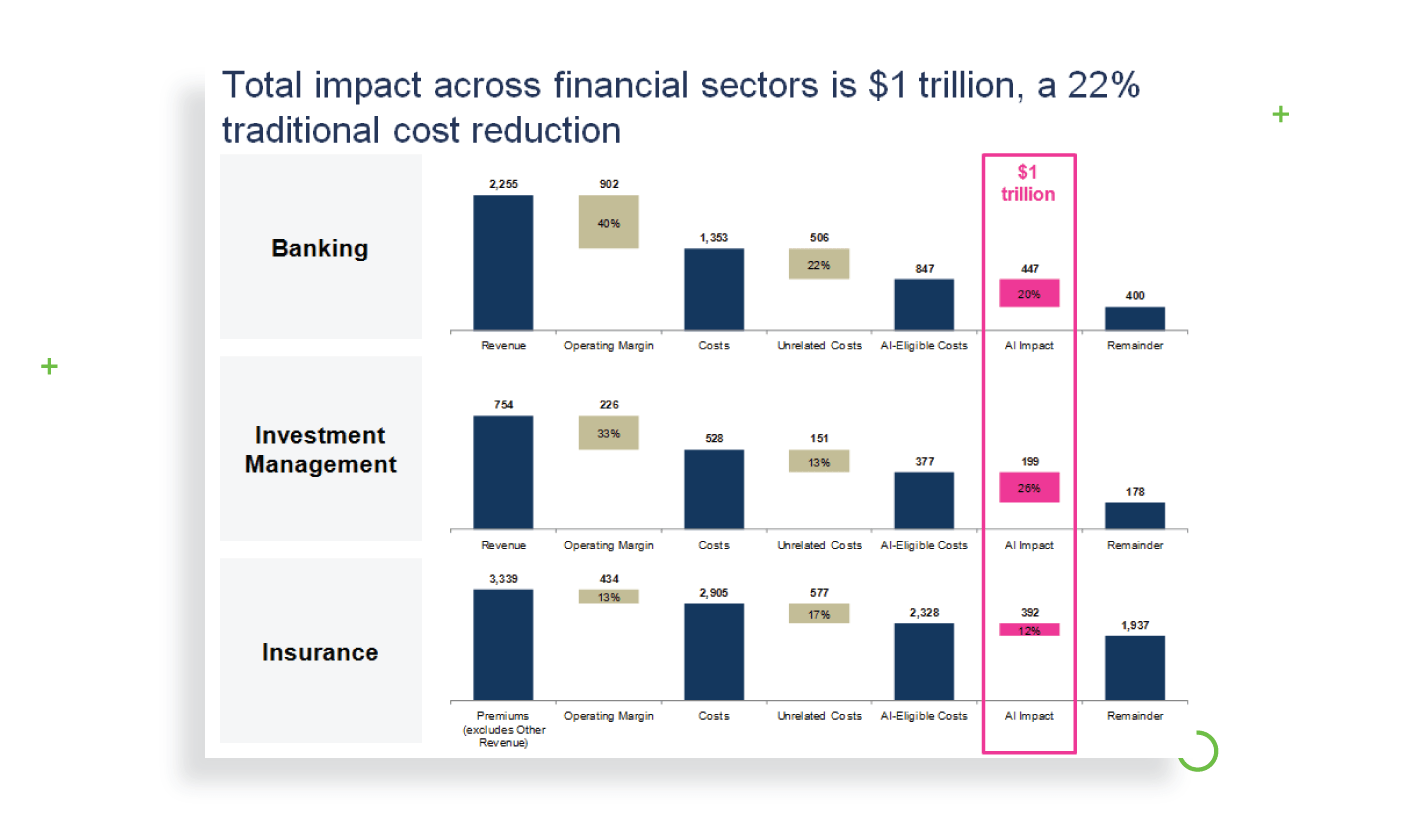 Total impact across financial sectors is $1 trillion, a 22%
traditional cost reduction
Banking
$1
trillion
2,255
902
40%
1,353
506
22%
847
447
20%
400
Revenue
Operating Margin
Costs
Unrelated Costs
AI-Eligible Costs
AI Impact
Remainder
Investment
Management
754
226
33%
528
151
13%
377
199
26%
178
Revenue
Operating Margin
Costs
Unrelated Costs
AI-Eligible Costs
AI Impact
Remainder
Insurance
3,339
434
13%
2,905
577
17%
2,328
392
12%
1,937
Premiums
(excludes Other
Revenue)
Operating Margin
Costs
Unrelated Costs
AI-Eligible Costs
AI Impact
Remainder